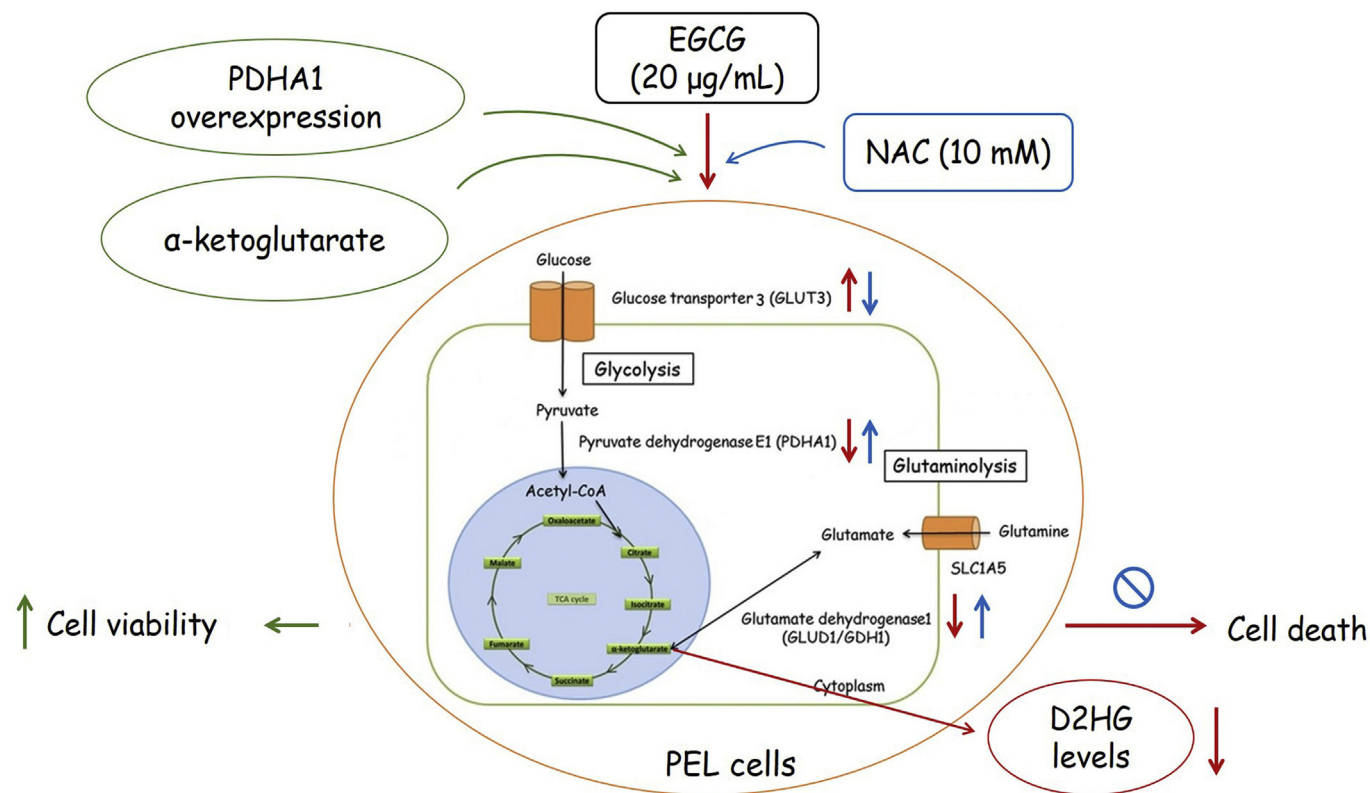 EGCG
(20 µg/mL)
PDHA1
overexpression
NAC (10 mM)
α-ketoglutarate
Glucose
Glucose transporter 3 (GLUT3)
Glycolysis
Pyruvate
Pyruvate dehydrogenase E1 (PDHA1)
Glutaminolysis
Acetyl-CoA
Oxaloacetate
Citrate
Malate
Isocitrate
TCA cycle
Fumarate
α-ketoglutarate
Succinate
Glutamate
Glutamine
SLC1A5
Glutamate dehydrogenase1
(GLUD1/GDH1)
Cytoplasm
Cell viability
Cell death
D2HG
levels
PEL cells